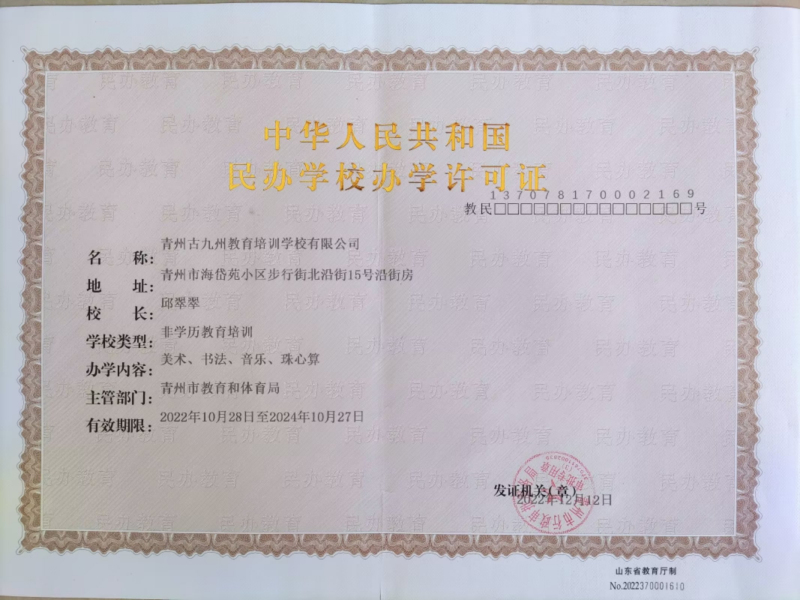 中华人民共和国
民办学校办学许可证
137078170002169
教民□□□□□□□□□□□□□□□号
名 称: 青州古九州教育培训学校有限公司
地 址: 青州市海岱苑小区步行街北沿街15号沿街房
校 长: 邱翠翠
学校类型: 非学历教育培训
办学内容: 美术、书法、音乐、珠心算
主管部门: 青州市教育和体育局
有效期限: 2022年10月28日至2024年10月27日
发证机关(章)
2022年12月12日
山东省教育厅制
No.2022370001610